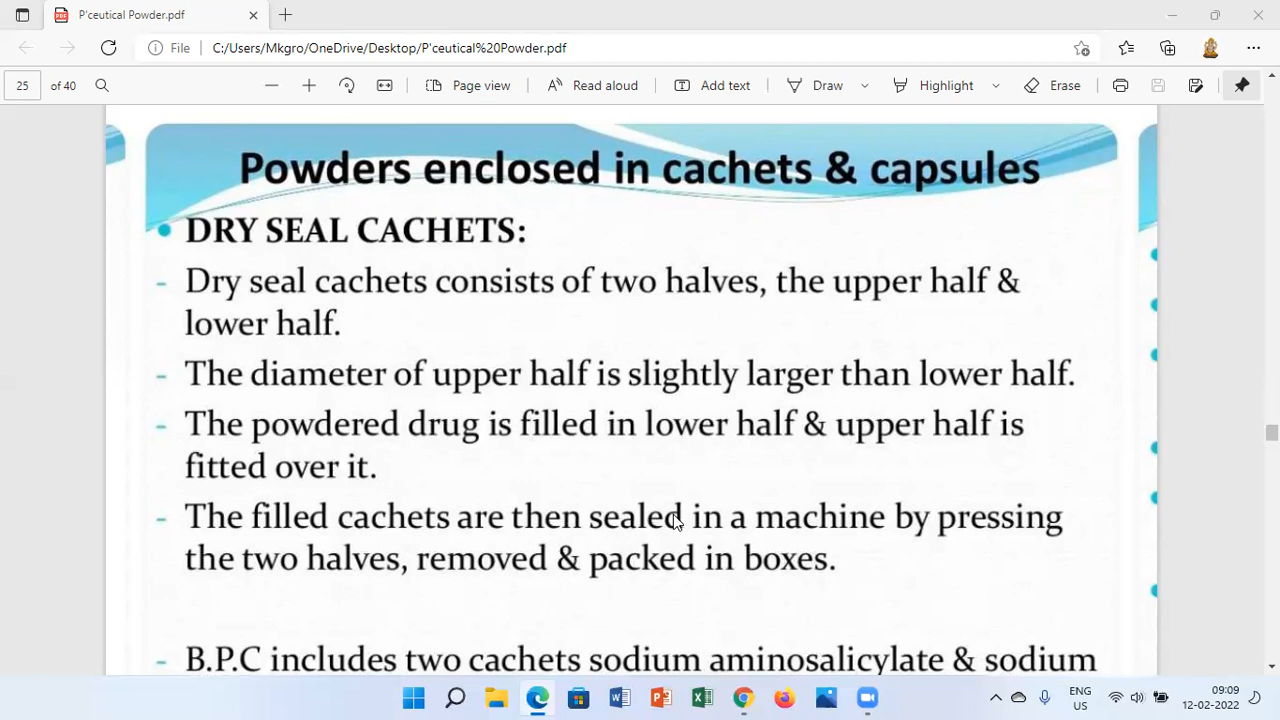 P'ceutical Powder.pdf
File
C:/Users/Mkgro/OneDrive/Desktop/P'ceutical%20Powder.pdf
25 of 40
Page view
Read aloud
Add text
Draw
Highlight
Erase
Powders enclosed in cachets & capsules
• DRY SEAL CACHETS:
- Dry seal cachets consists of two halves, the upper half &
lower half.
- The diameter of upper half is slightly larger than lower half.
- The powdered drug is filled in lower half & upper half is
fitted over it.
- The filled cachets are then sealed in a machine by pressing
the two halves, removed & packed in boxes.
- B.P.C includes two cachets sodium aminosalicylate & sodium
ENG
US
09:09
12-02-2022